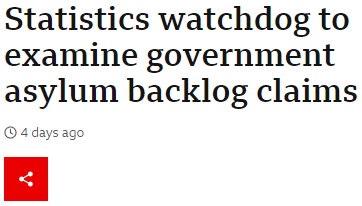 Statistics watchdog to
examine government
asylum backlog claims
4 days ago